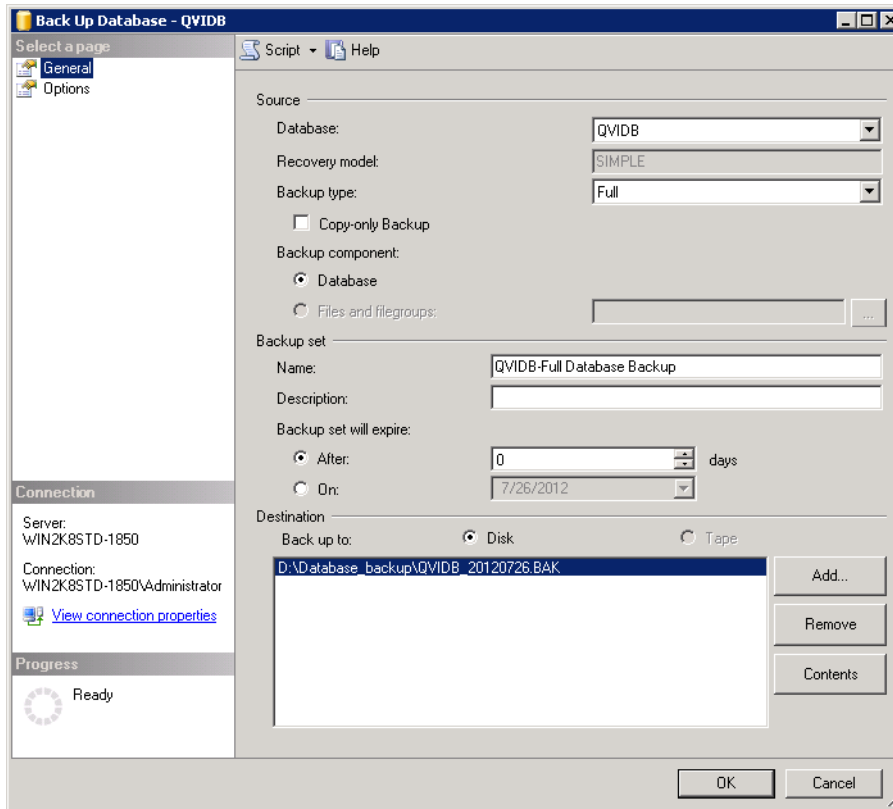 Back Up Database - QVIDB
Select a page
General
Options
Script Help
Source
Database: QVIDB
Recovery model: SIMPLE
Backup type: Full
Copy-only Backup
Backup component:
Database
Files and filegroups: ...
Backup set
Name: QVIDB-Full Database Backup
Description:
Backup set will expire:
After: 0 days
On: 7/26/2012
Connection
Server:
WIN2K8STD-1850
Connection:
WIN2K8STD-1850\Administrator
View connection properties
Progress
Ready
Destination
Back up to: Disk Tape
D:\Database_backup\QVIDB_20120726.BAK
Add...
Remove
Contents
OK Cancel